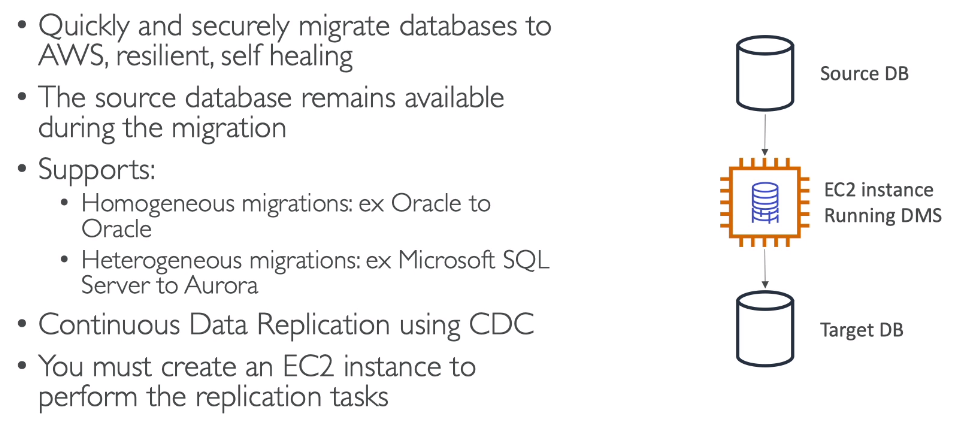 • Quickly and securely migrate databases to
AWS, resilient, self healing
• The source database remains available
during the migration
• Supports:
• Homogeneous migrations: ex Oracle to
Oracle
• Heterogeneous migrations: ex Microsoft SQL
Server to Aurora
• Continuous Data Replication using CDC
• You must create an EC2 instance to
perform the replication tasks
Source DB
EC2 instance
Running DMS
Target DB